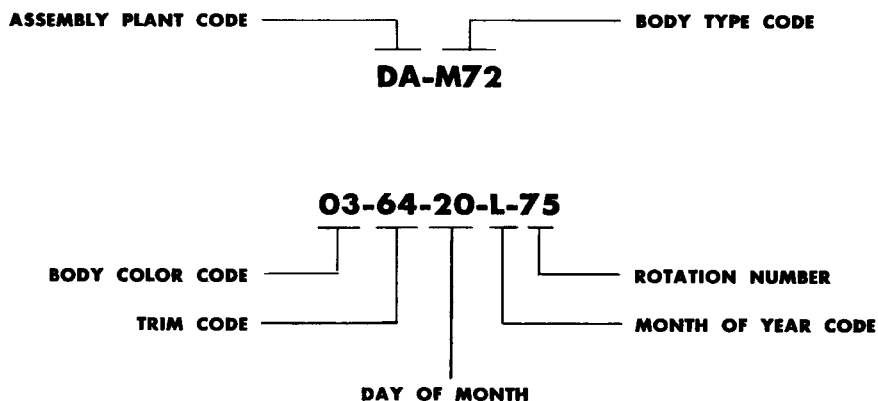 ASSEMBLY PLANT CODE
BODY TYPE CODE
DA-M72
03-64-20-L-75
BODY COLOR CODE
ROTATION NUMBER
TRIM CODE
MONTH OF YEAR CODE
DAY OF MONTH